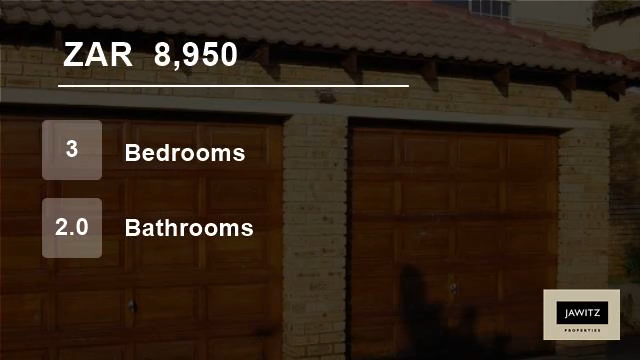 ZAR 8,950
3 Bedrooms
2.0 Bathrooms
JAWITZ
PROPERTIES